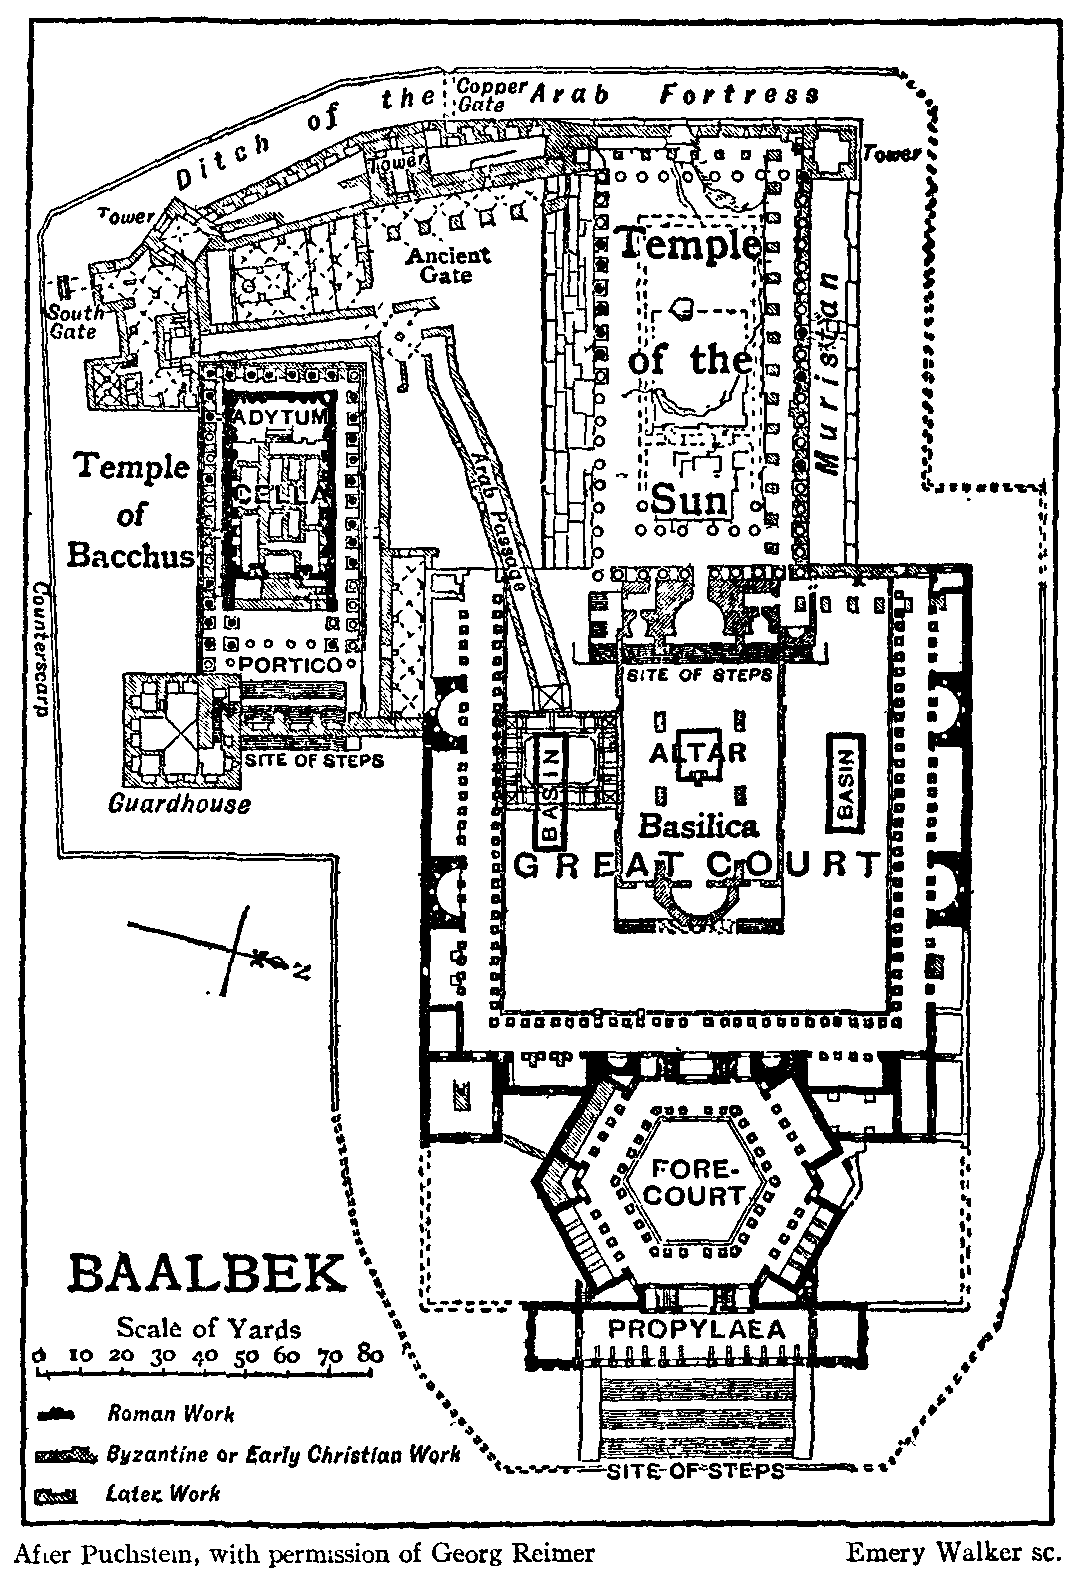 Ditch of the Arab Fortress
Copper
Gate
Tower
Tower
Tower
South
Gate
Ancient
Gate
Temple
of the
Sun
Muristan
ADYTUM
CELLA
Temple
of
Bacchus
Arab Passage
Counterscarp
PORTICO
SITE OF STEPS
SITE OF STEPS
Guardhouse
ALTAR
BASIN
BASIN
Basilica
GREAT COURT
N
FORE-
COURT
PROPYLAEA
SITE OF STEPS
BAALBEK
Scale of Yards
0 10 20 30 40 50 60 70 80
Roman Work
Byzantine or Early Christian Work
Later Work
After Puchstein, with permission of Georg Reimer
Emery Walker sc.